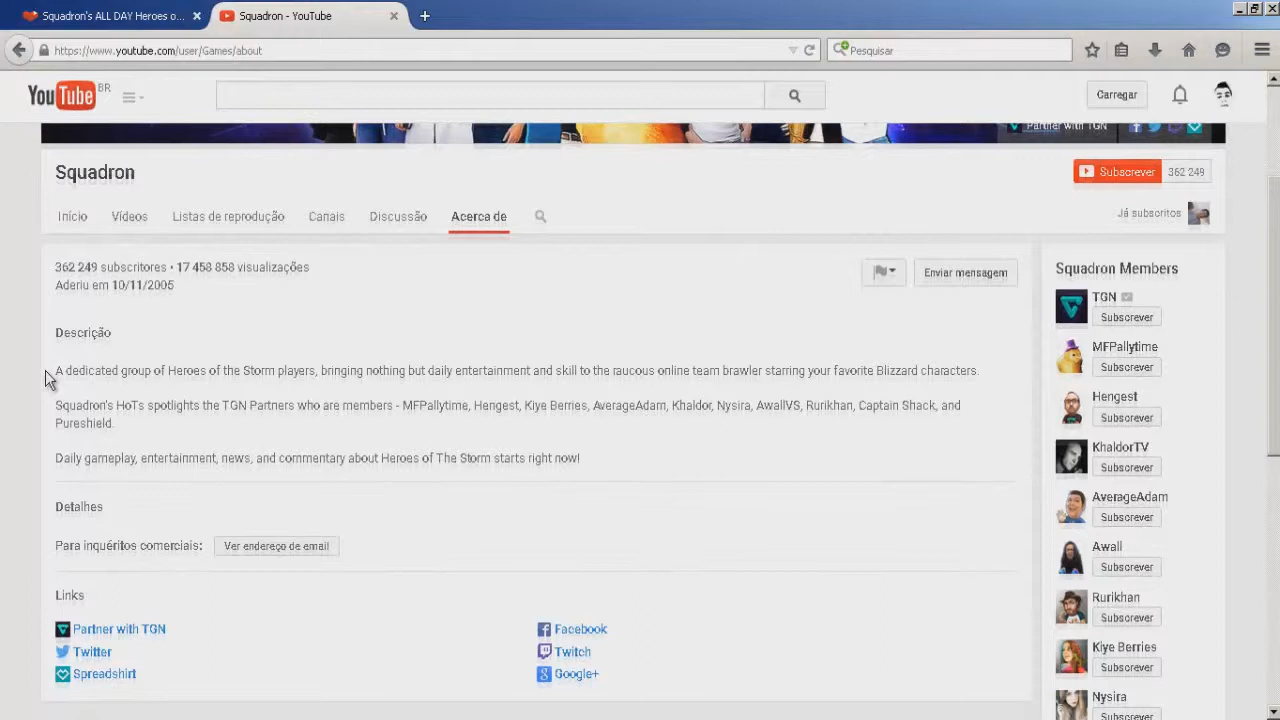 Squadron's ALL DAY Heroes o...
Squadron - YouTube
https://www.youtube.com/user/Games/about
Pesquisar
YouTube BR
Carregar
Partner with TGN
Squadron
Subscrever 362 249
Início Vídeos Listas de reprodução Canais Discussão Acerca de
Já subscritos
362 249 subscritores • 17 458 858 visualizações
Aderiu em 10/11/2005
Enviar mensagem
Descrição
A dedicated group of Heroes of the Storm players, bringing nothing but daily entertainment and skill to the raucous online team brawler starring your favorite Blizzard characters.
Squadron's HoTs spotlights the TGN Partners who are memners - MFPallytime, Hengest, Kiye Berries, AverageAdam, Khaldor, Nysira, AwallVS, Rurikhan, Captain Shack, and
Pureshield.
Daily gameplay, entertainment, news, and commentary about Heroes of The Storm starts right now!
Detalhes
Para inquéritos comerciais: Ver endereço de email
Links
Partner with TGN
Facebook
Twitter
Twitch
Spreadshirt
Google+
Squadron Members
TGN
Subscrever
MFPallytime
Subscrever
Hengest
Subscrever
KhaldorTV
Subscrever
AverageAdam
Subscrever
Awall
Subscrever
Rurikhan
Subscrever
Kiye Berries
Subscrever
Nysira
Subscrever